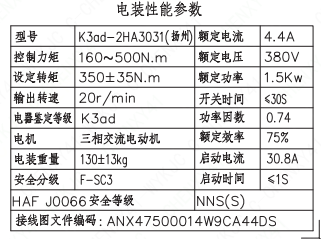 电装性能参数
型号 K3ad-2HA3031(扬州) 额定电流 4.4A
控制力矩 160~500N.m 额定电压 380V
设定转矩 350±35N.m 额定功率 1.5Kw
输出转速 20r/min 开关时间 ≤30S
电器鉴定等级 K3ad 功率因数 0.74
电机 三相交流电动机 额定效率 75%
电装重量 130±13kg 启动电流 30.8A
安全分级 F-SC3 启动时间 ≤1S
HAF J0066安全等级 NNS(S)
接线图文件编码: ANX47500014W9CA44DS